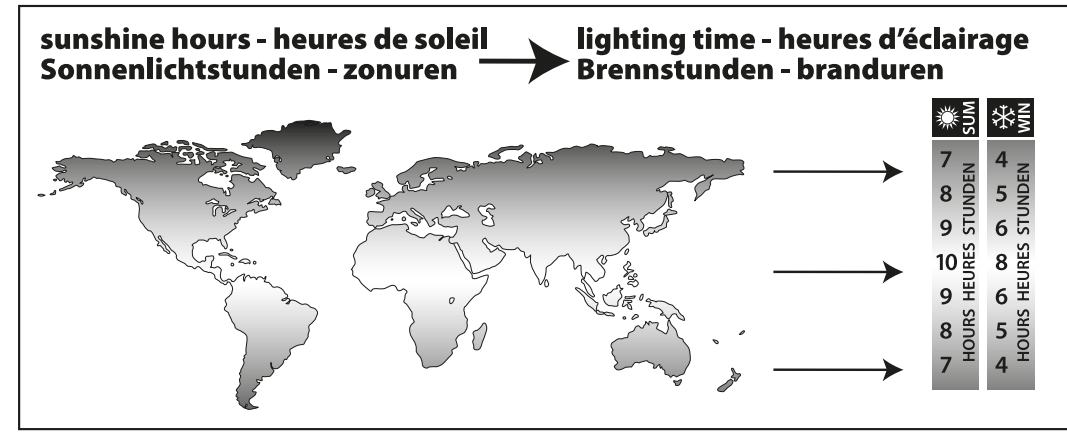 sunshine hours - heures de soleil
Sonnenlichtstunden - zonuren
lighting time - heures d'éclairage
Brennstunden - branduren
SUM
WIN
7 4
8 5
9 6
10 8
9 6
8 5
7 4
HOURS HEURES STUNDEN
HOURS HEURES STUNDEN